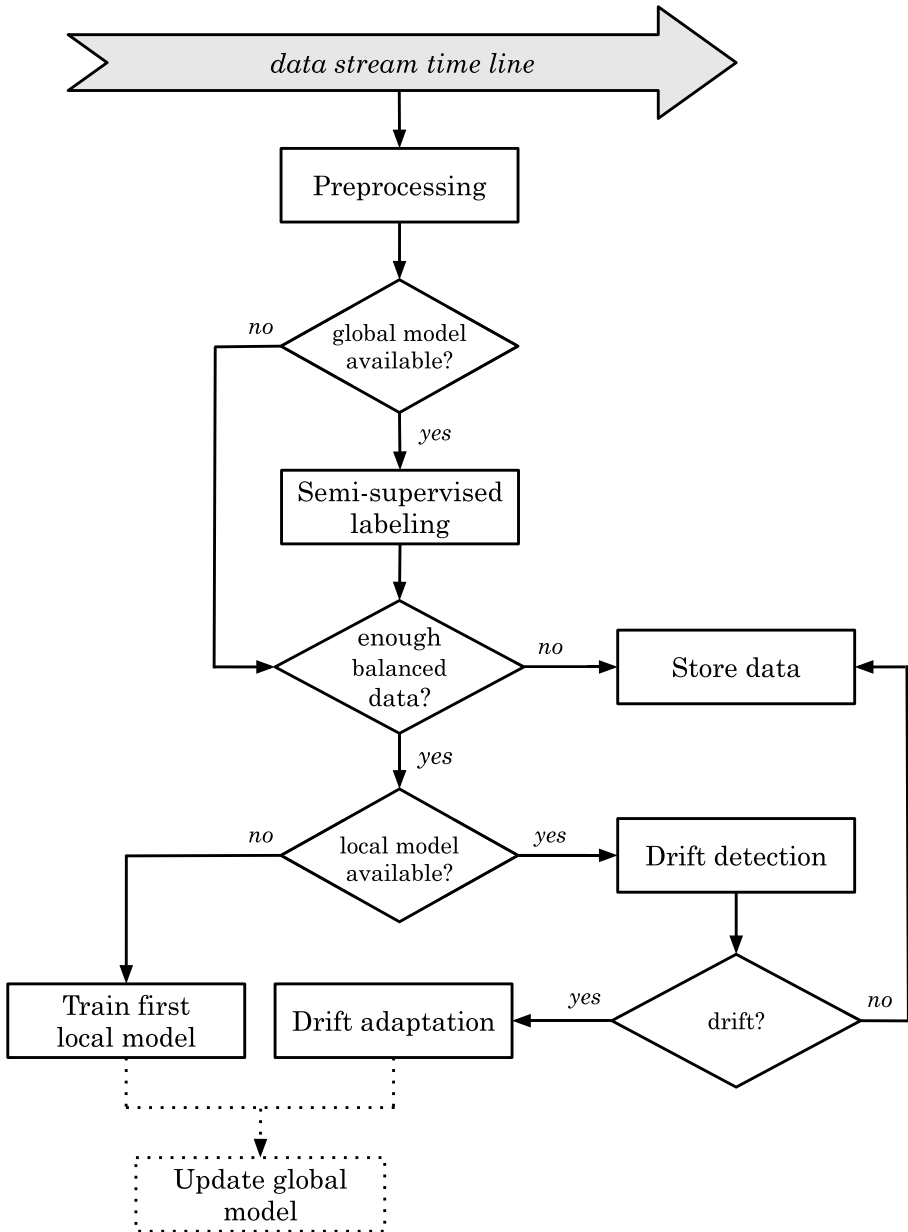 data stream time line
Preprocessing
no
global model
available?
yes
Semi-supervised
labeling
enough
balanced
data?
no
Store data
yes
no
local model
available?
yes
Drift detection
Train first
local model
Drift adaptation
yes
drift?
no
Update global
model